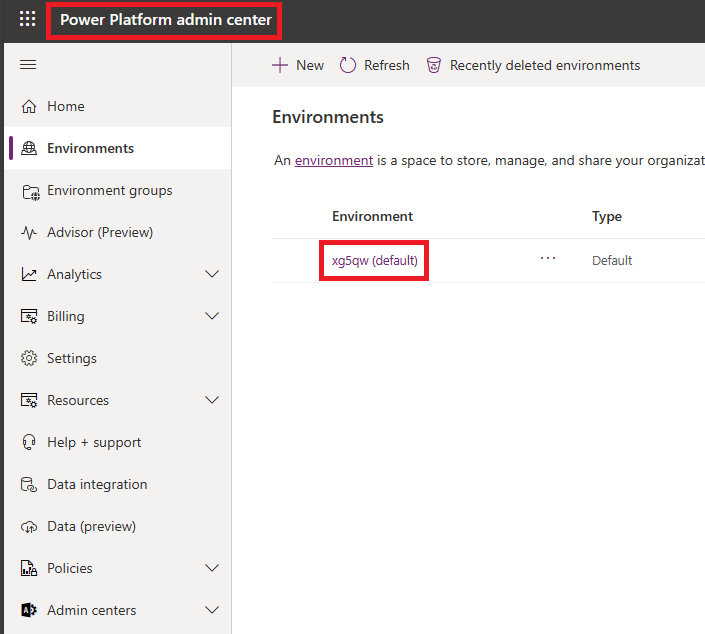 Power Platform admin center
New Refresh Recently deleted environments
Home
Environments
Environment groups
Advisor (Preview)
Analytics
Billing
Settings
Resources
Help + support
Data integration
Data (preview)
Policies
Admin centers
Environments
An environment is a space to store, manage, and share your organizat
Environment Type
xg5qw (default) ... Default